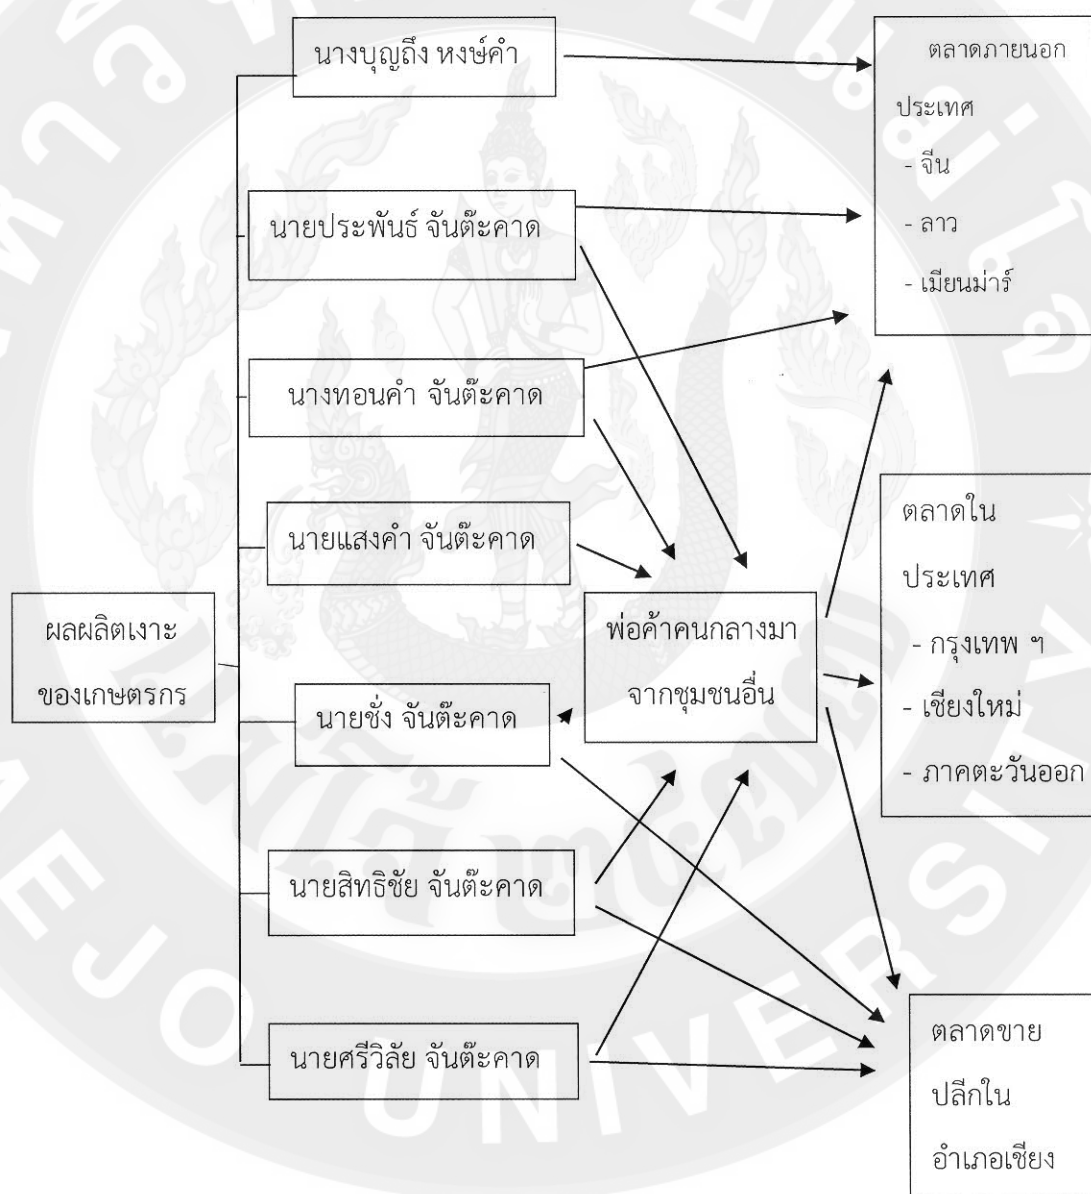 นางบุญถึง หงษ์คำ
ตลาดภายนอก
ประเทศ
- จีน
- ลาว
- เมียนม่าร์
นายประพันธ์ จันต๊ะคาด
นางทอนคำ จันต๊ะคาด
นายแสงคำ จันต๊ะคาด
ตลาดใน
ประเทศ
- กรุงเทพ ฯ
- เชียงใหม่
- ภาคตะวันออก
ผลผลิตเงาะ
ของเกษตรกร
พ่อค้าคนกลางมา
จากชุมชนอื่น
นายชั่ง จันต๊ะคาด
นายสิทธิชัย จันต๊ะคาด
นายศรีวิลัย จันต๊ะคาด
ตลาดขาย
ปลีกใน
อำเภอเชียง
MAEJO UNIVERSITY